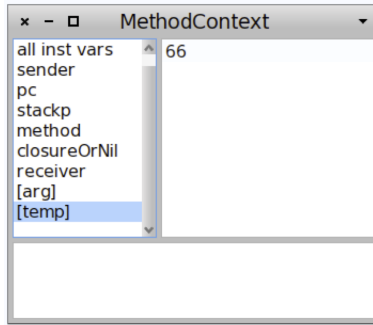 MethodContext
all inst vars
sender
pc
stackp
method
closureOrNil
receiver
[arg]
[temp]
66